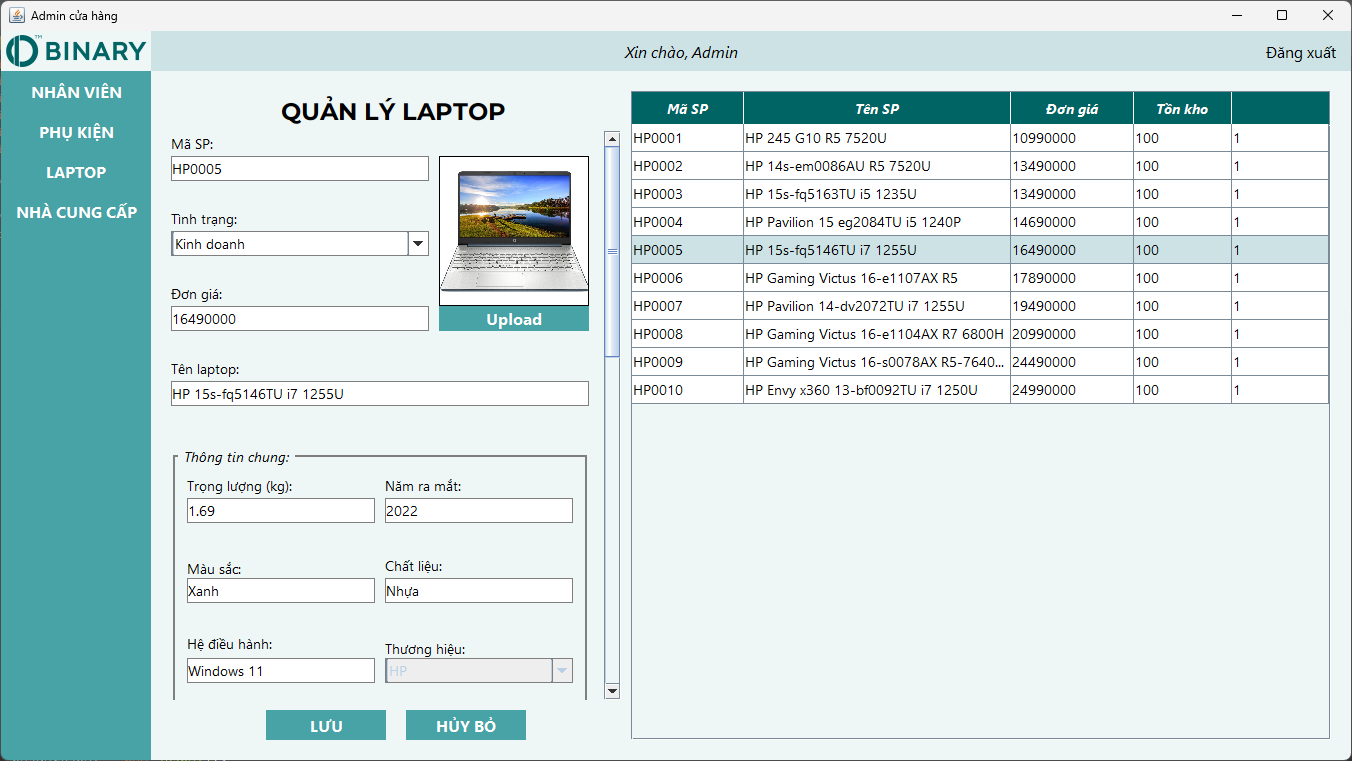 Admin cửa hàng
BINARY
TM
Xin chào, Admin
Đăng xuất
NHÂN VIÊN
PHỤ KIỆN
LAPTOP
NHÀ CUNG CẤP
QUẢN LÝ LAPTOP
Mã SP:
HP0005
Tình trạng:
Kinh doanh
Đơn giá:
16490000
Upload
Tên laptop:
HP 15s-fq5146TU i7 1255U
Thông tin chung:
Trọng lượng (kg): Năm ra mắt:
1.69 2022
Màu sắc: Chất liệu:
Xanh Nhựa
Hệ điều hành: Thương hiệu:
Windows 11 HP
LƯU HỦY BỎ
Mã SP Tên SP Đơn giá Tồn kho
HP0001 HP 245 G10 R5 7520U 10990000 100 1
HP0002 HP 14s-em0086AU R5 7520U 13490000 100 1
HP0003 HP 15s-fq5163TU i5 1235U 13490000 100 1
HP0004 HP Pavilion 15 eg2084TU i5 1240P 14690000 100 1
HP0005 HP 15s-fq5146TU i7 1255U 16490000 100 1
HP0006 HP Gaming Victus 16-e1107AX R5 17890000 100 1
HP0007 HP Pavilion 14-dv2072TU i7 1255U 19490000 100 1
HP0008 HP Gaming Victus 16-e1104AX R7 6800H 20990000 100 1
HP0009 HP Gaming Victus 16-s0078AX R5-7640... 24490000 100 1
HP0010 HP Envy x360 13-bf0092TU i7 1250U 24990000 100 1